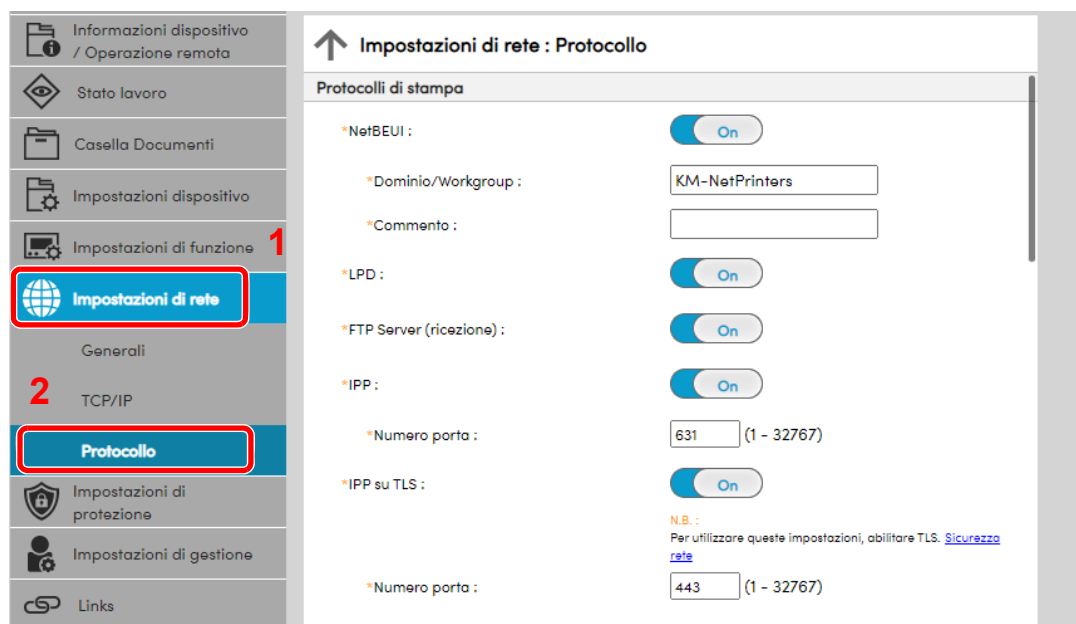 Informazioni dispositivo
/ Operazione remota
Stato lavoro
Casella Documenti
Impostazioni dispositivo
Impostazioni di funzione
1
Impostazioni di rete
Generali
2
TCP/IP
Protocollo
Impostazioni di
protezione
Impostazioni di gestione
Links
Impostazioni di rete : Protocollo
Protocolli di stampa
*NetBEUI :
On
*Dominio/Workgroup :
KM-NetPrinters
*Commento :
*LPD :
On
*FTP Server (ricezione) :
On
*IPP :
On
*Numero porta :
631 (1 - 32767)
*IPP su TLS :
On
N.B. :
Per utilizzare queste impostazioni, abilitare TLS. Sicurezza
rete
*Numero porta :
443 (1 - 32767)